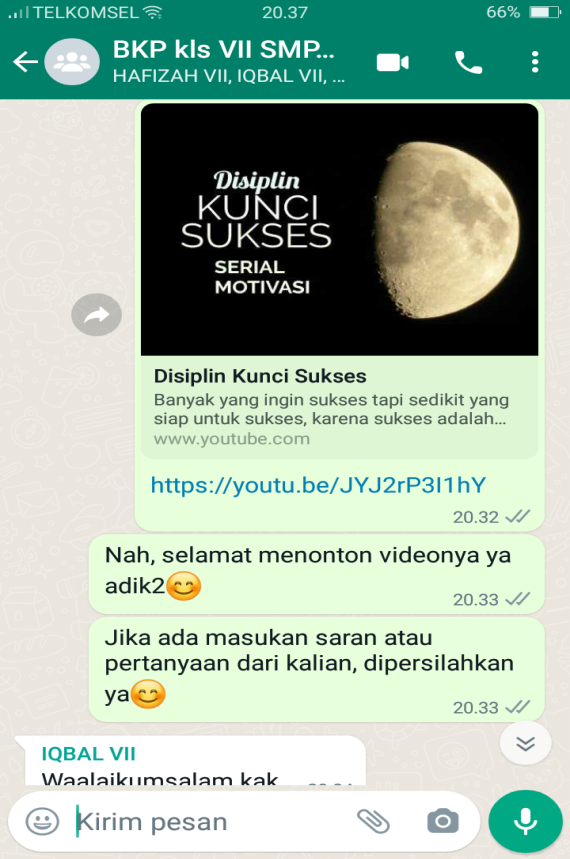 TELKOMSEL 20.37 66%
BKP kls VII SMP...
HAFIZAH VII, IQBAL VII, ...
Disiplin
KUNCI
SUKSES
SERIAL
MOTIVASI
Disiplin Kunci Sukses
Banyak yang ingin sukses tapi sedikit yang
siap untuk sukses, karena sukses adalah...
www.youtube.com
https://youtu.be/JYJ2rP3I1hY
20.32
Nah, selamat menonton videonya ya
adik2😊
20.33
Jika ada masukan saran atau
pertanyaan dari kalian, dipersilahkan
ya😊
20.33
IQBAL VII
Waalaikumsalam kak
Kirim pesan